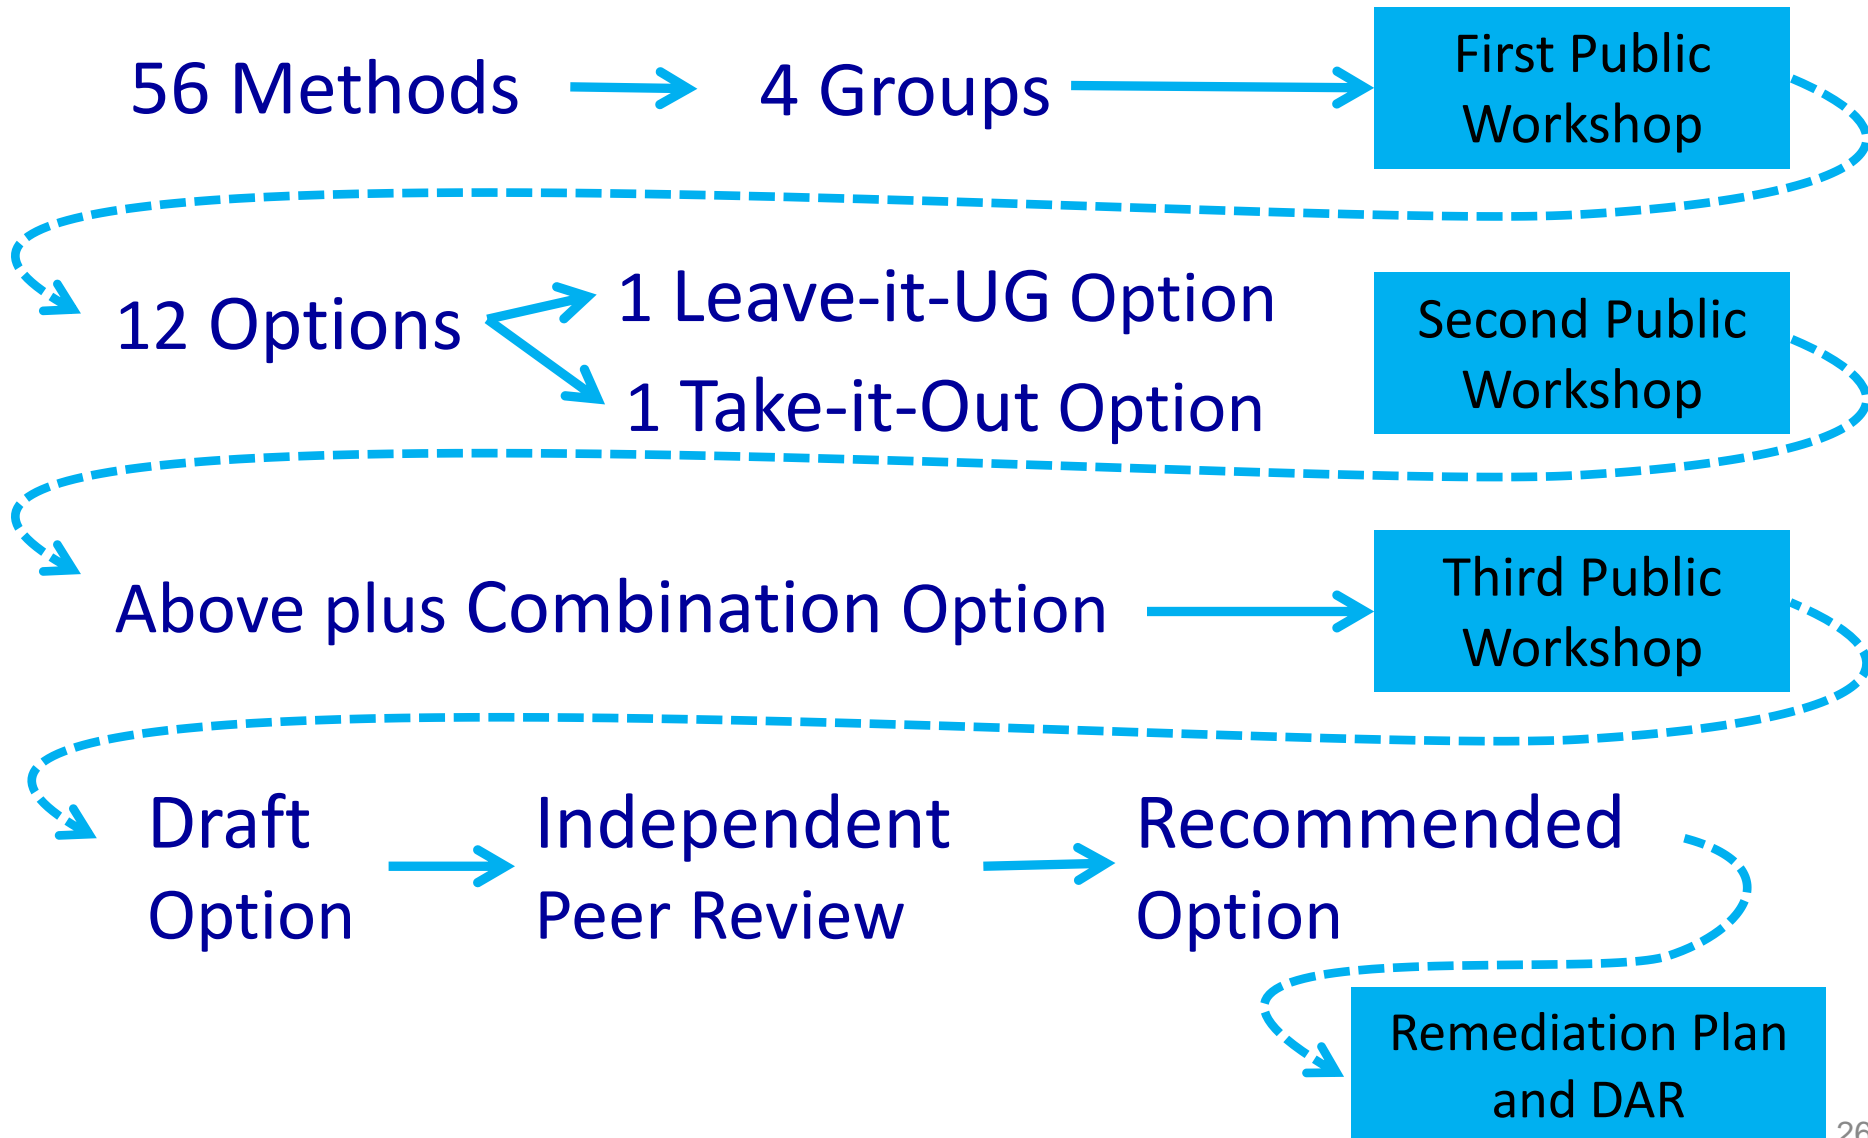 56 Methods
4 Groups
First Public
Workshop
12 Options
1 Leave-it-UG Option
1 Take-it-Out Option
Second Public
Workshop
Above plus Combination Option
Third Public
Workshop
Draft
Option
Independent
Peer Review
Recommended
Option
Remediation Plan
and DAR
26